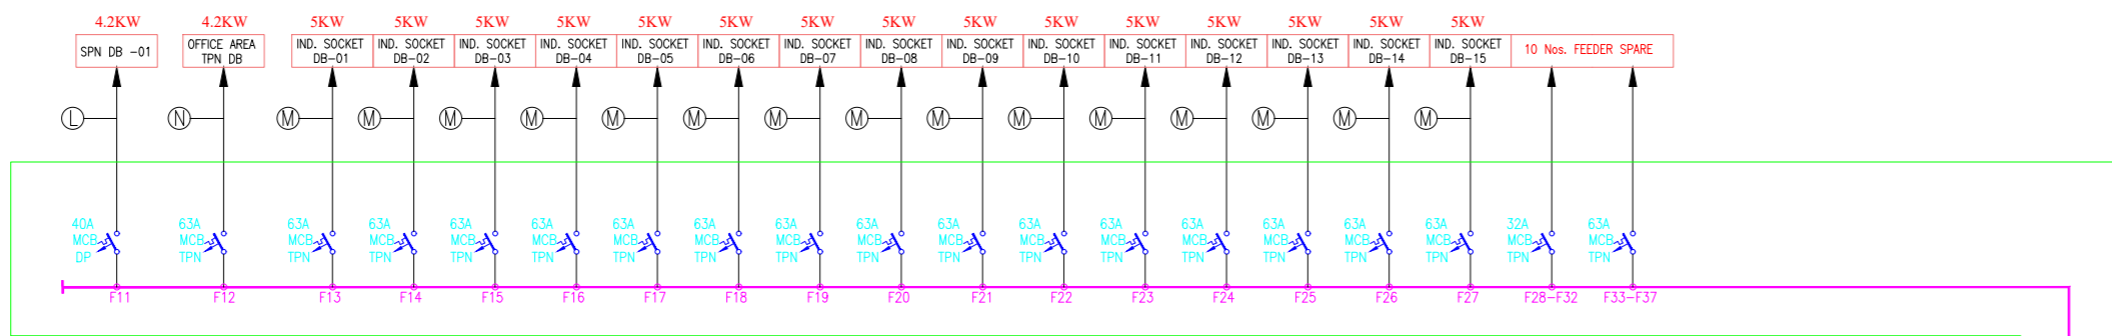 4.2KW 4.2KW 5KW 5KW 5KW 5KW 5KW 5KW 5KW 5KW 5KW 5KW 5KW 5KW 5KW 5KW 5KW
SPN DB -01
OFFICE AREA
TPN DB
IND. SOCKET
DB-01
IND. SOCKET
DB-02
IND. SOCKET
DB-03
IND. SOCKET
DB-04
IND. SOCKET
DB-05
IND. SOCKET
DB-06
IND. SOCKET
DB-07
IND. SOCKET
DB-08
IND. SOCKET
DB-09
IND. SOCKET
DB-10
IND. SOCKET
DB-11
IND. SOCKET
DB-12
IND. SOCKET
DB-13
IND. SOCKET
DB-14
IND. SOCKET
DB-15
10 Nos. FEEDER SPARE
L N M M M M M M M M M M M M M M M
40A
MCB
DP
63A
MCB
TPN
63A
MCB
TPN
63A
MCB
TPN
63A
MCB
TPN
63A
MCB
TPN
63A
MCB
TPN
63A
MCB
TPN
63A
MCB
TPN
63A
MCB
TPN
63A
MCB
TPN
63A
MCB
TPN
63A
MCB
TPN
63A
MCB
TPN
63A
MCB
TPN
63A
MCB
TPN
63A
MCB
TPN
32A
MCB
TPN
63A
MCB
TPN
F11 F12 F13 F14 F15 F16 F17 F18 F19 F20 F21 F22 F23 F24 F25 F26 F27 F28-F32 F33-F37